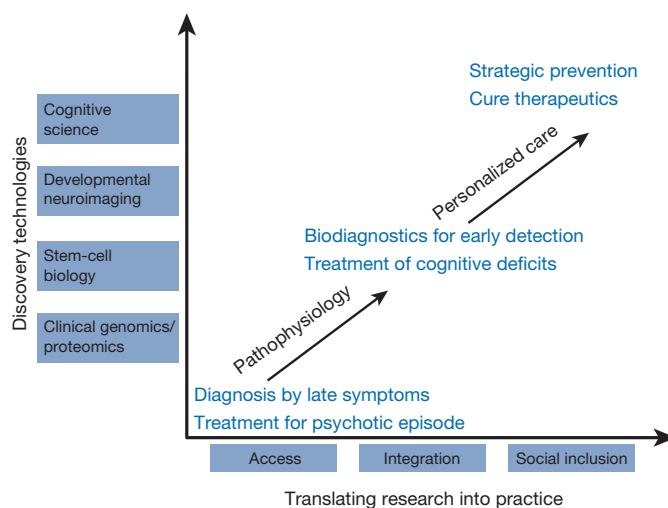 Strategic prevention
Cure therapeutics
Cognitive
science
Developmental
neuroimaging
Stem-cell
biology
Clinical genomics/
proteomics
Discovery technologies
Personalized care
Biodiagnostics for early detection
Treatment of cognitive deficits
Pathophysiology
Diagnosis by late symptoms
Treatment for psychotic episode
Access
Integration
Social inclusion
Translating research into practice